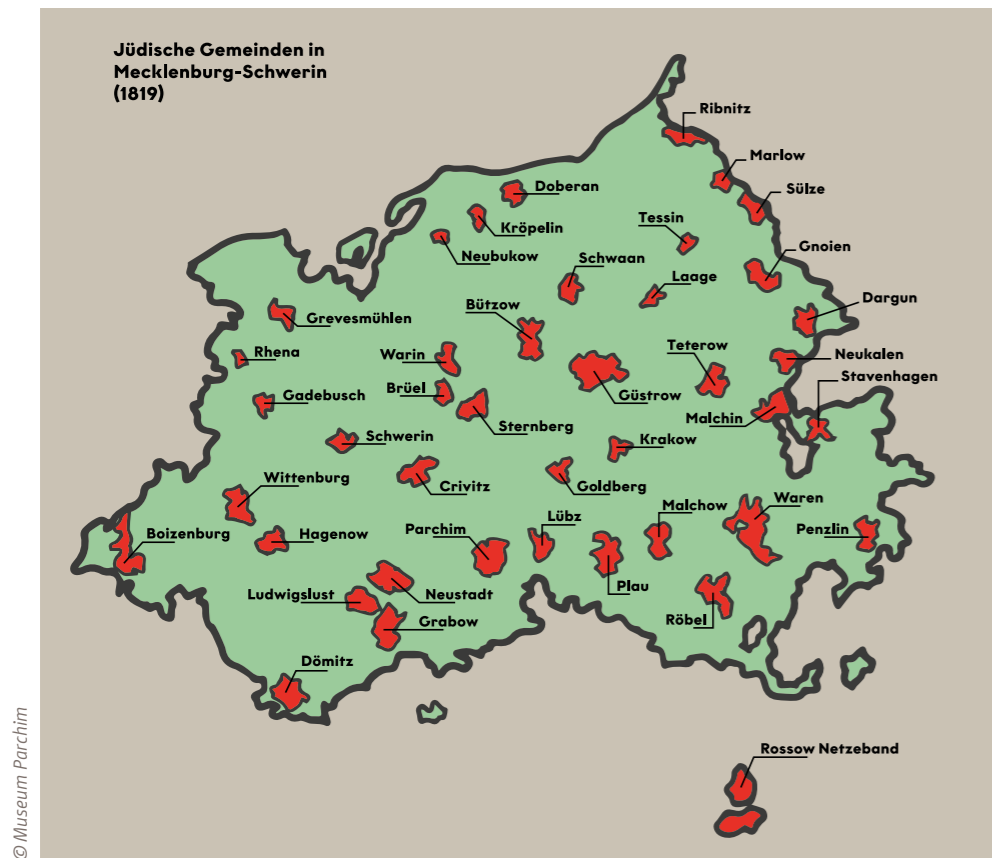 Jüdische Gemeinden in
Mecklenburg-Schwerin
(1819)
Ribnitz
Marlow
Doberan
Sülze
Kröpelin
Tessin
Neubukow
Gnoien
Schwaan
Laage
Dargun
Bützow
Grevesmühlen
Teterow
Rhena
Warin
Neukalen
Stavenhagen
Brüel
Güstrow
Gadebusch
Malchin
Sternberg
Schwerin
Krakow
Wittenburg
Crivitz
Goldberg
Waren
Malchow
Lübz
Boizenburg
Hagenow
Parchim
Penzlin
Plau
Ludwigslust
Neustadt
Röbel
Grabow
Dömitz
Rossow Netzeband
© Museum Parchim